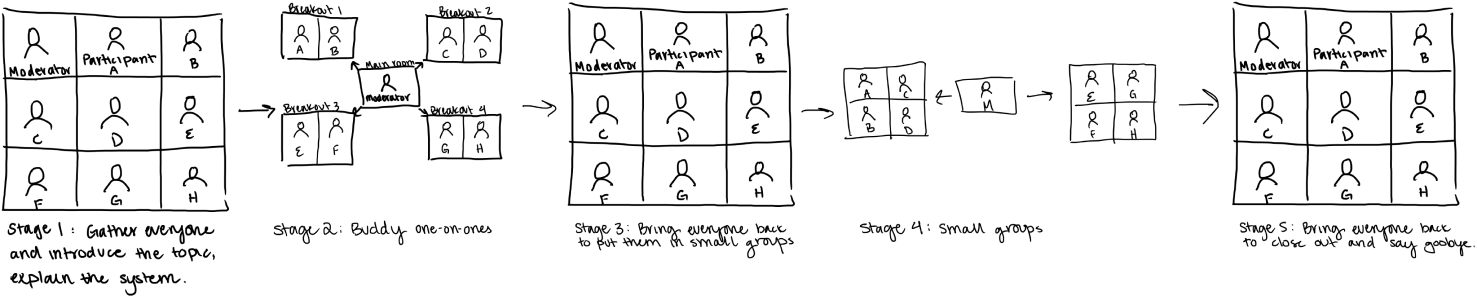 Moderator
Participant
A
B
C
D
E
F
G
H
Stage 1: Gather everyone
and introduce the topic,
explain the system.
Breakout 1
A B
Breakout 2
C D
Main room
Moderator
Breakout 3
E F
Breakout 4
G H
Stage 2: Buddy one-on-ones
Moderator
Participant
A
B
C
D
E
F
G
H
Stage 3: Bring everyone back
to put them in small groups
A C
B D
M
E G
F H
Stage 4: Small groups
Moderator
Participant
A
B
C
D
E
F
G
H
Stage 5: Bring everyone back
to close out and say goobye.